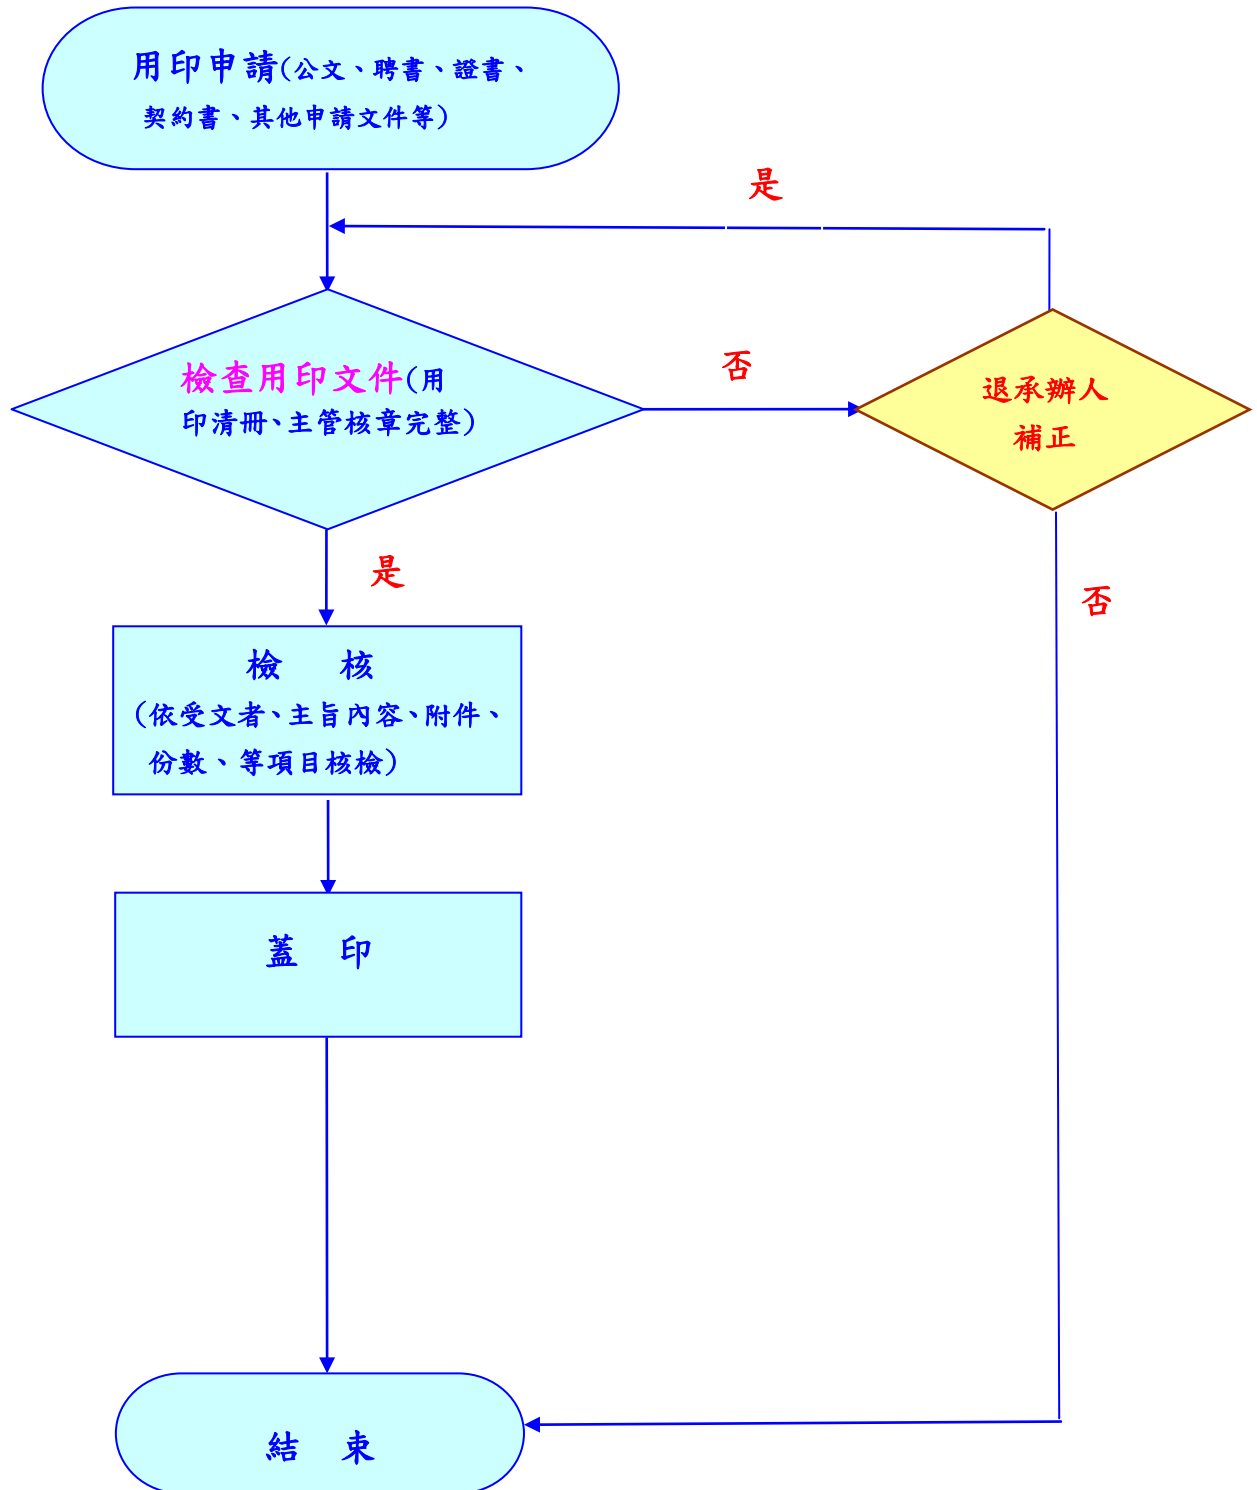 用印申請(公文、聘書、證書、
契約書、其他申請文件等)
是
檢查用印文件(用
印清冊、主管核章完整)
否
退承辦人
補正
是
否
檢 核
(依受文者、主旨內容、附件、
份數、等項目核檢)
蓋 印
結 束